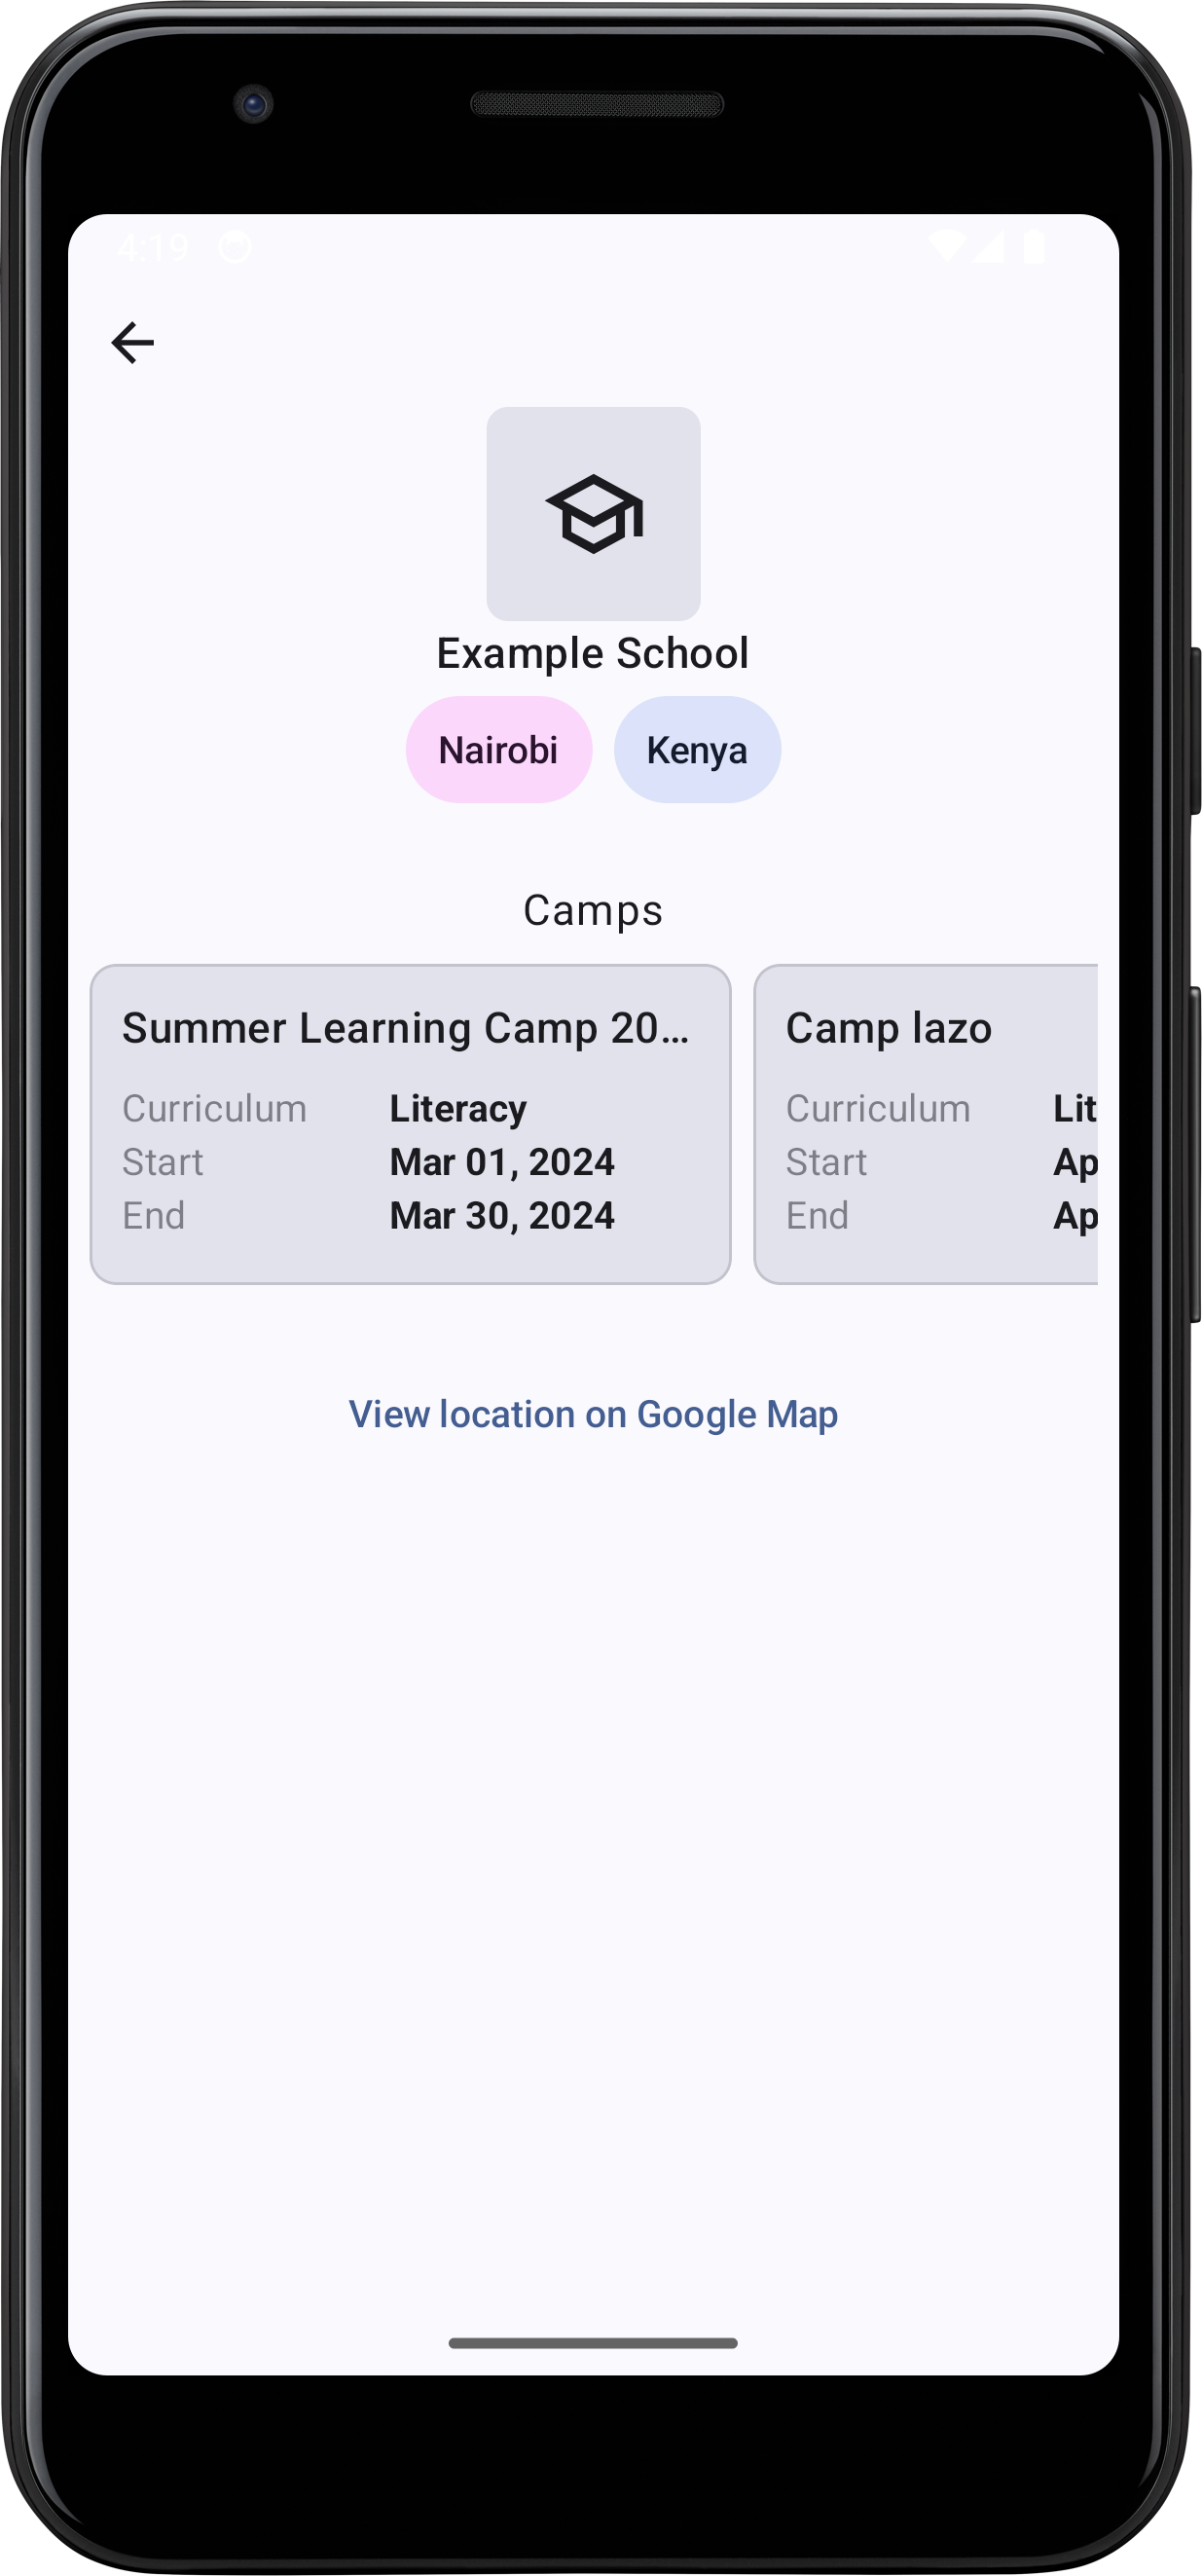 4:19
Example School
Nairobi Kenya
Camps
Summer Learning Camp 20...
Curriculum Literacy
Start Mar 01, 2024
End Mar 30, 2024
Camp lazo
Curriculum Lit
Start Ap
End Ap
View location on Google Map